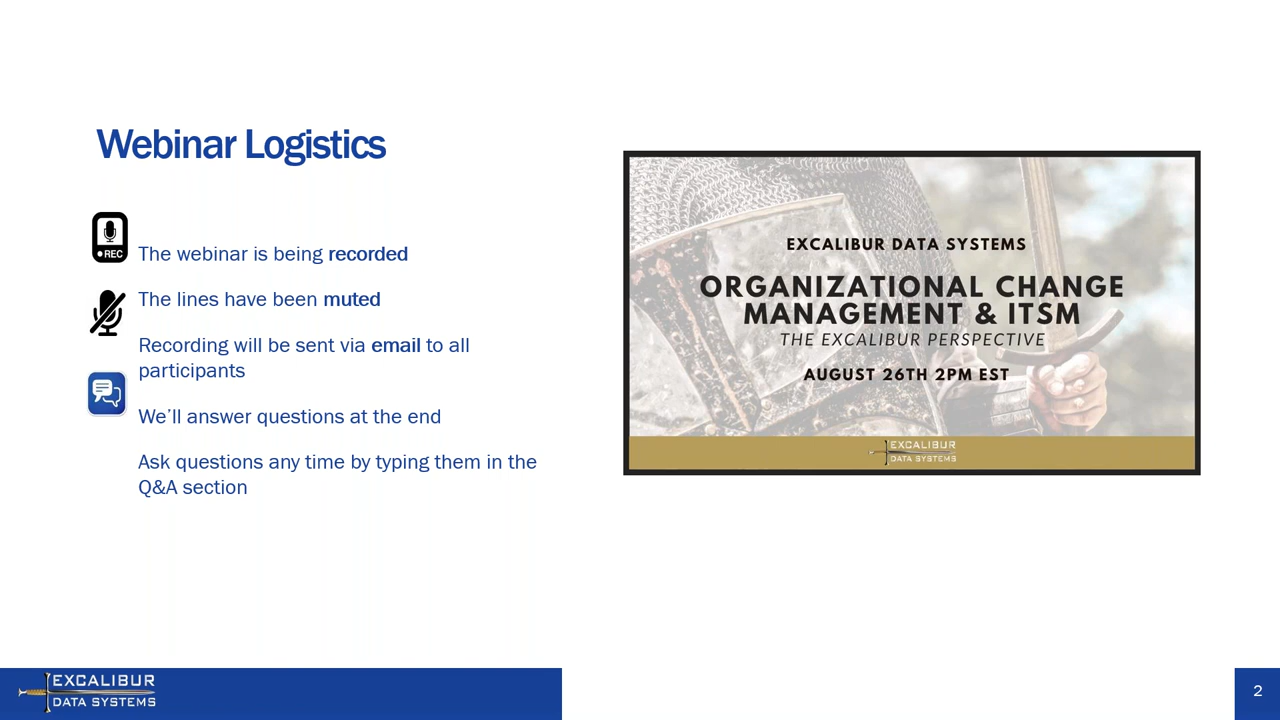 Webinar Logistics
REC
The webinar is being recorded
The lines have been muted
Recording will be sent via email to all
participants
We'll answer questions at the end
Ask questions any time by typing them in the
Q&A section
EXCALIBUR DATA SYSTEMS
ORGANIZATIONAL CHANGE
MANAGEMENT & ITSM
THE EXCALIBUR PERSPECTIVE
AUGUST 26TH 2PM EST
EXCALIBUR
DATA SYSTEMS
EXCALIBUR
DATA SYSTEMS
2